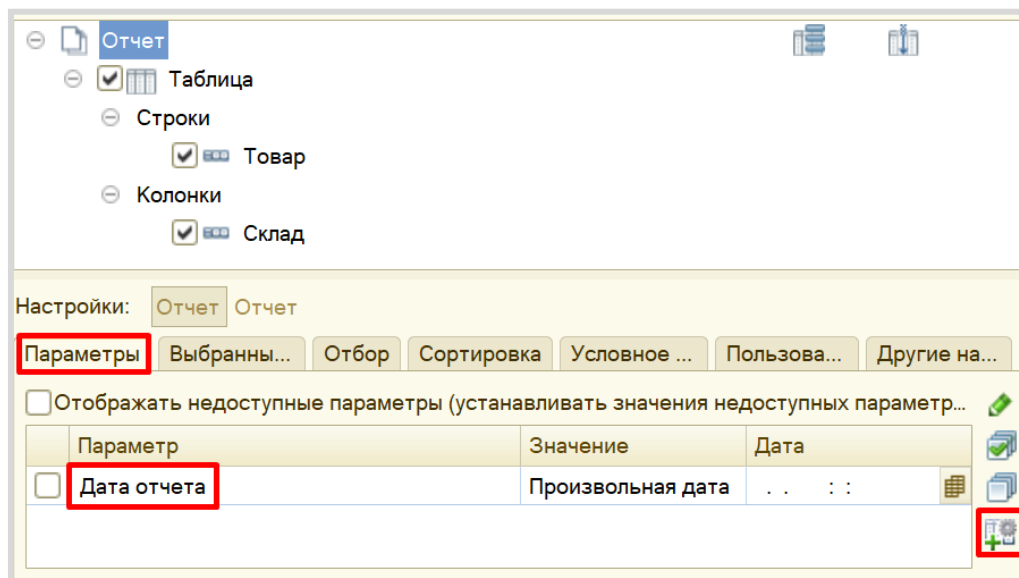 Отчет
Таблица
Строки
Товар
Колонки
Склад
Настройки: Отчет Отчет
Параметры Выбранны... Отбор Сортировка Условное ... Пользова... Другие на...
Отображать недоступные параметры (устанавливать значения недоступных параметр...
Параметр Значение Дата
Дата отчета Произвольная дата . . : :